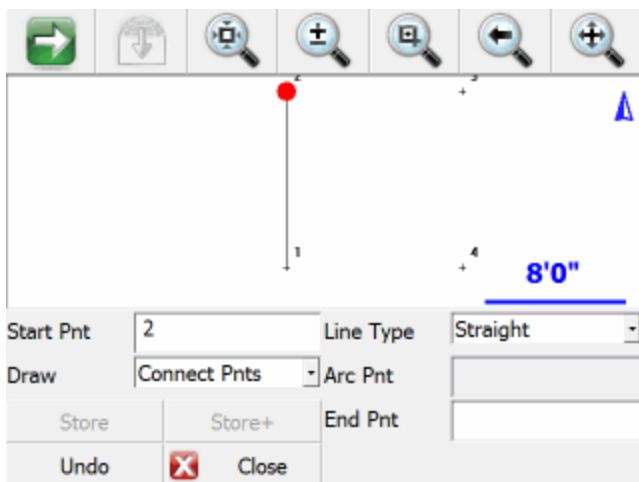 2
3
1
4
8'0"
Start Pnt 2 Line Type Straight
Draw Connect Pnts Arc Pnt
Store Store+ End Pnt
Undo Close